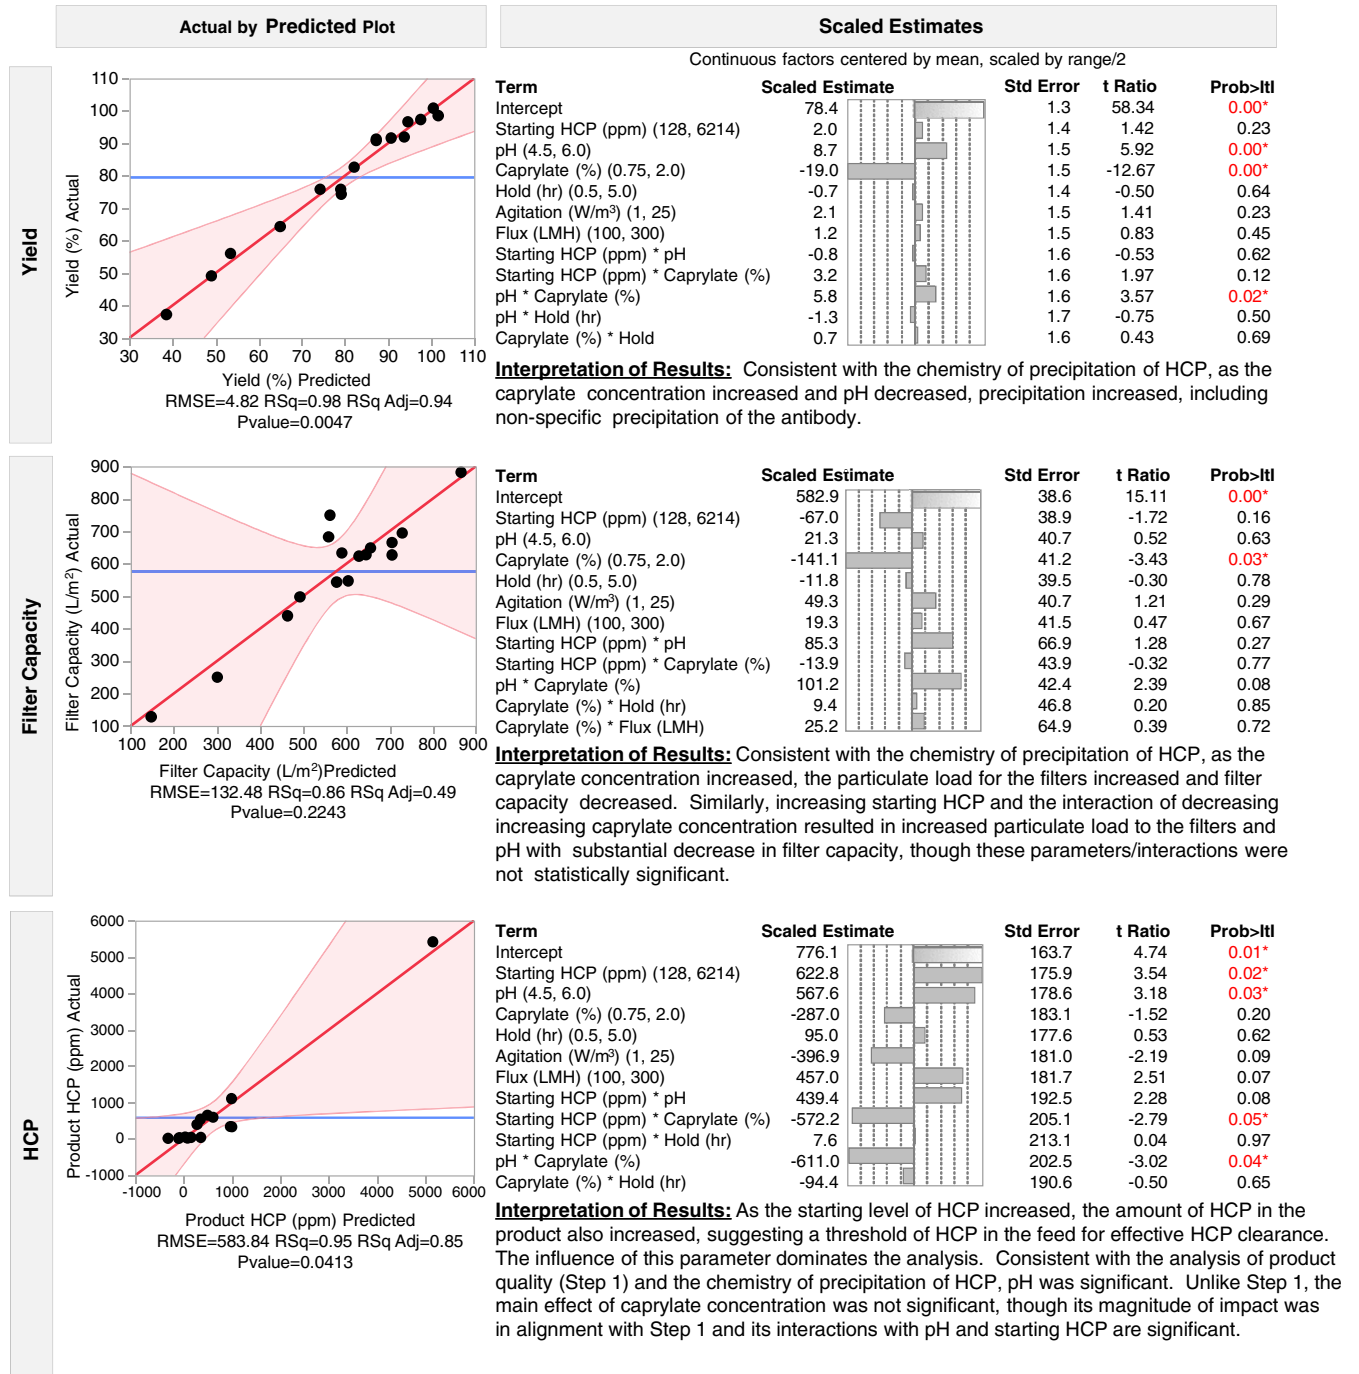 Actual by Predicted Plot
Scaled Estimates
Continuous factors centered by mean, scaled by range/2
Yield
110
100
90
80
70
60
50
40
30
Yield (%) Actual
30 40 50 60 70 80 90 100 110
Yield (%) Predicted
RMSE=4.82 RSq=0.98 RSq Adj=0.94
Pvalue=0.0047
Term Scaled Estimate Std Error t Ratio Prob>ItI
Intercept 78.4 1.3 58.34 0.00*
Starting HCP (ppm) (128, 6214) 2.0 1.4 1.42 0.23
pH (4.5, 6.0) 8.7 1.5 5.92 0.00*
Caprylate (%) (0.75, 2.0) -19.0 1.5 -12.67 0.00*
Hold (hr) (0.5, 5.0) -0.7 1.4 -0.50 0.64
Agitation (W/m³) (1, 25) 2.1 1.5 1.41 0.23
Flux (LMH) (100, 300) 1.2 1.5 0.83 0.45
Starting HCP (ppm) * pH -0.8 1.6 -0.53 0.62
Starting HCP (ppm) * Caprylate (%) 3.2 1.6 1.97 0.12
pH * Caprylate (%) 5.8 1.6 3.57 0.02*
pH * Hold (hr) -1.3 1.7 -0.75 0.50
Caprylate (%) * Hold 0.7 1.6 0.43 0.69
Interpretation of Results: Consistent with the chemistry of precipitation of HCP, as the
caprylate concentration increased and pH decreased, precipitation increased, including
non-specific precipitation of the antibody.
Filter Capacity
900
800
700
600
500
400
300
200
100
Filter Capacity (L/m²) Actual
100 200 300 400 500 600 700 800 900
Filter Capacity (L/m²)Predicted
RMSE=132.48 RSq=0.86 RSq Adj=0.49
Pvalue=0.2243
Term Scaled Estimate Std Error t Ratio Prob>ItI
Intercept 582.9 38.6 15.11 0.00*
Starting HCP (ppm) (128, 6214) -67.0 38.9 -1.72 0.16
pH (4.5, 6.0) 21.3 40.7 0.52 0.63
Caprylate (%) (0.75, 2.0) -141.1 41.2 -3.43 0.03*
Hold (hr) (0.5, 5.0) -11.8 39.5 -0.30 0.78
Agitation (W/m³) (1, 25) 49.3 40.7 1.21 0.29
Flux (LMH) (100, 300) 19.3 41.5 0.47 0.67
Starting HCP (ppm) * pH 85.3 66.9 1.28 0.27
Starting HCP (ppm) * Caprylate (%) -13.9 43.9 -0.32 0.77
pH * Caprylate (%) 101.2 42.4 2.39 0.08
Caprylate (%) * Hold (hr) 9.4 46.8 0.20 0.85
Caprylate (%) * Flux (LMH) 25.2 64.9 0.39 0.72
Interpretation of Results: Consistent with the chemistry of precipitation of HCP, as the
caprylate concentration increased, the particulate load for the filters increased and filter
capacity decreased. Similarly, increasing starting HCP and the interaction of decreasing
increasing caprylate concentration resulted in increased particulate load to the filters and
pH with substantial decrease in filter capacity, though these parameters/interactions were
not statistically significant.
HCP
6000
5000
4000
3000
2000
1000
0
-1000
Product HCP (ppm) Actual
-1000 0 1000 2000 3000 4000 5000 6000
Product HCP (ppm) Predicted
RMSE=583.84 RSq=0.95 RSq Adj=0.85
Pvalue=0.0413
Term Scaled Estimate Std Error t Ratio Prob>ItI
Intercept 776.1 163.7 4.74 0.01*
Starting HCP (ppm) (128, 6214) 622.8 175.9 3.54 0.02*
pH (4.5, 6.0) 567.6 178.6 3.18 0.03*
Caprylate (%) (0.75, 2.0) -287.0 183.1 -1.52 0.20
Hold (hr) (0.5, 5.0) 95.0 177.6 0.53 0.62
Agitation (W/m³) (1, 25) -396.9 181.0 -2.19 0.09
Flux (LMH) (100, 300) 457.0 181.7 2.51 0.07
Starting HCP (ppm) * pH 439.4 192.5 2.28 0.08
Starting HCP (ppm) * Caprylate (%) -572.2 205.1 -2.79 0.05*
Starting HCP (ppm) * Hold (hr) 7.6 213.1 0.04 0.97
pH * Caprylate (%) -611.0 202.5 -3.02 0.04*
Caprylate (%) * Hold (hr) -94.4 190.6 -0.50 0.65
Interpretation of Results: As the starting level of HCP increased, the amount of HCP in the
product also increased, suggesting a threshold of HCP in the feed for effective HCP clearance.
The influence of this parameter dominates the analysis. Consistent with the analysis of product
quality (Step 1) and the chemistry of precipitation of HCP, pH was significant. Unlike Step 1, the
main effect of caprylate concentration was not significant, though its magnitude of impact was
in alignment with Step 1 and its interactions with pH and starting HCP are significant.